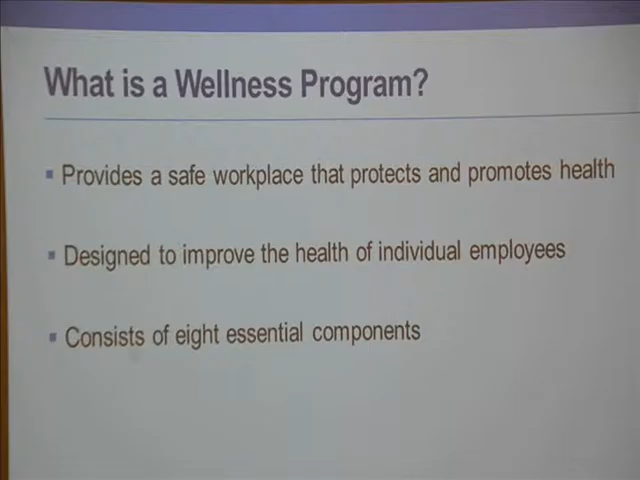 What is a Wellness Program?
Provides a safe workplace that protects and promotes health
Designed to improve the health of individual employees
Consists of eight essential components